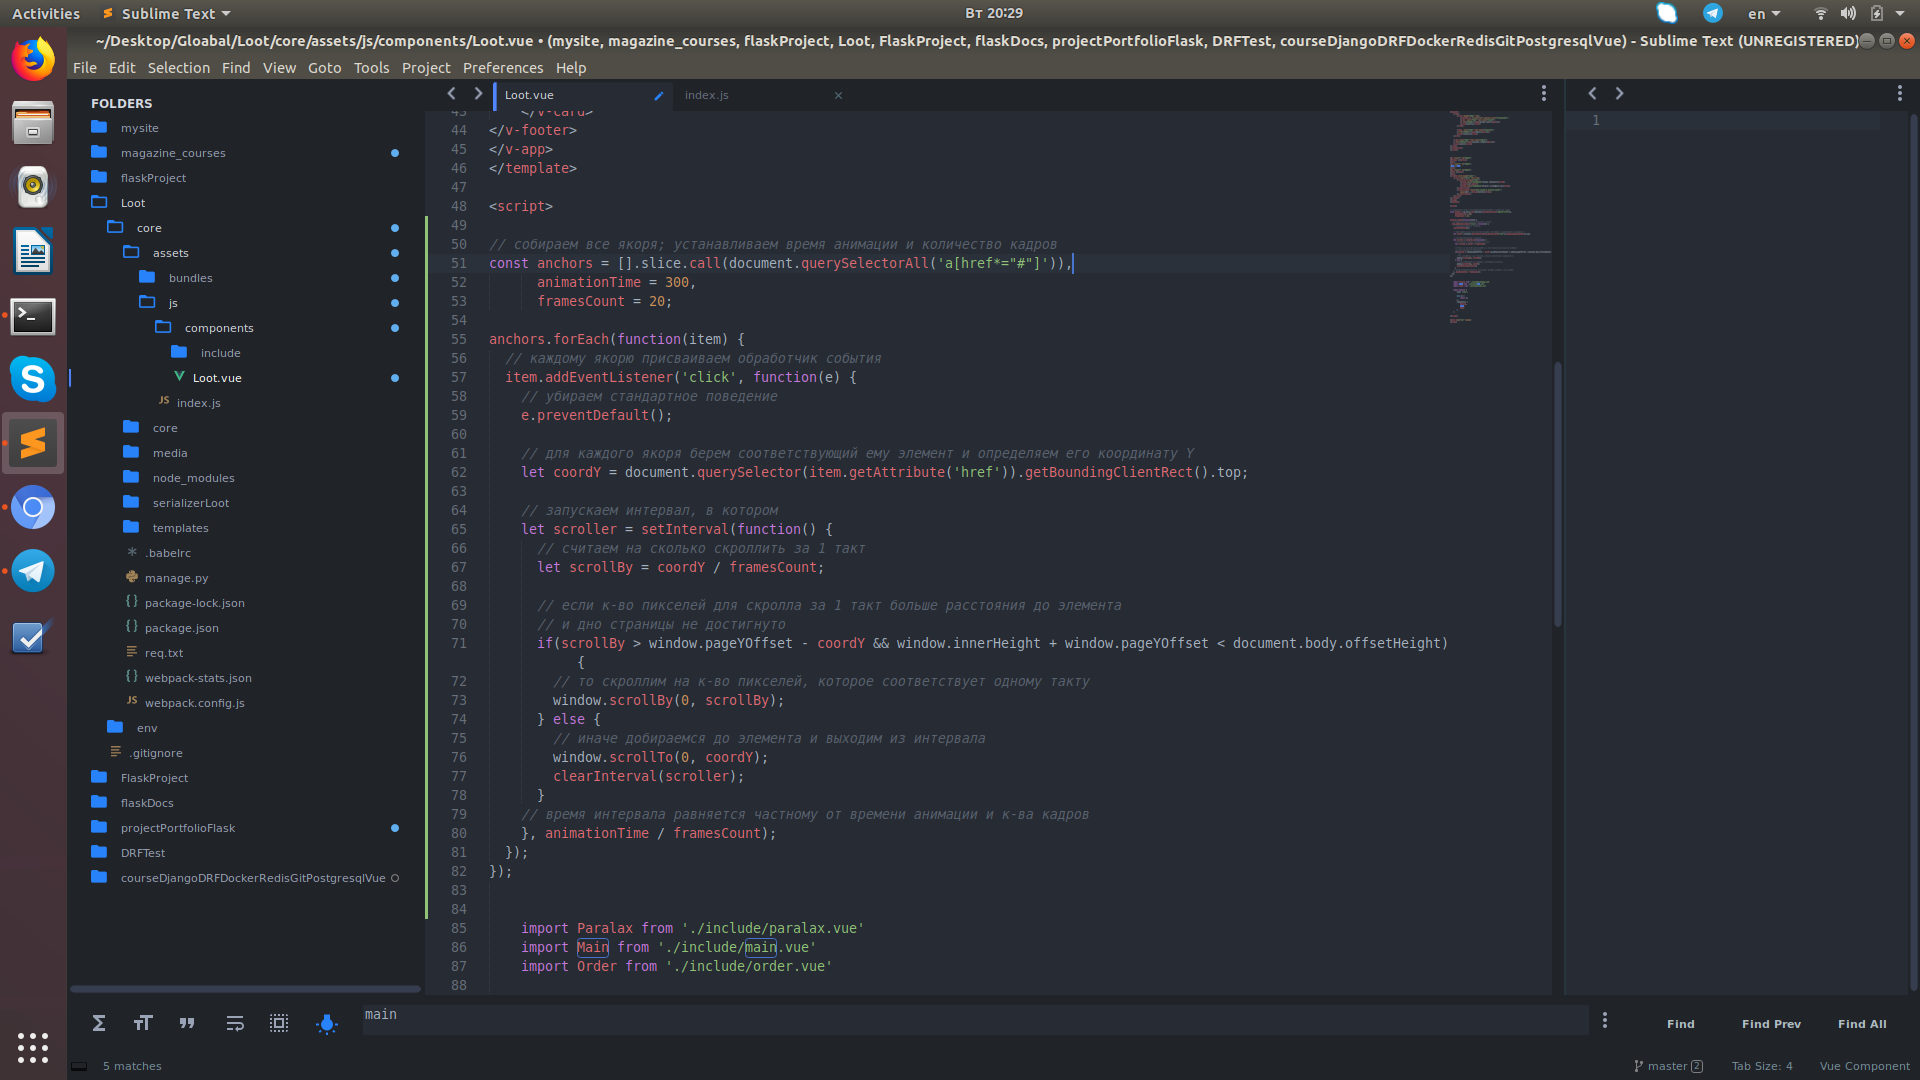 Activities
Sublime Text
Вт 20:29
en
~/Desktop/Gloabal/Loot/core/assets/js/components/Loot.vue • (mysite, magazine_courses, flaskProject, Loot, FlaskProject, flaskDocs, projectPortfolioFlask, DRFTest, courseDjangoDRFDockerRedisGitPostgresqlVue) - Sublime Text (UNREGISTERED)
File Edit Selection Find View Goto Tools Project Preferences Help
FOLDERS
mysite
magazine_courses
flaskProject
Loot
core
assets
bundles
js
components
include
Loot.vue
JS index.js
core
media
node_modules
serializerLoot
templates
* .babelrc
manage.py
{} package-lock.json
{} package.json
req.txt
{} webpack-stats.json
JS webpack.config.js
env
.gitignore
FlaskProject
flaskDocs
projectPortfolioFlask
DRFTest
courseDjangoDRFDockerRedisGitPostgresqlVue
Loot.vue
index.js
43 </v-card>
44 </v-footer>
45 </v-app>
46 </template>
47
48 <script>
49
50 // собираем все якоря; устанавливаем время анимации и количество кадров
51 const anchors = [].slice.call(document.querySelectorAll('a[href*="#"]')),
52 animationTime = 300,
53 framesCount = 20;
54
55 anchors.forEach(function(item) {
56 // каждому якорю присваиваем обработчик события
57 item.addEventListener('click', function(e) {
58 // убираем стандартное поведение
59 e.preventDefault();
60
61 // для каждого якоря берем соответствующий ему элемент и определяем его координату Y
62 let coordY = document.querySelector(item.getAttribute('href')).getBoundingClientRect().top;
63
64 // запускаем интервал, в котором
65 let scroller = setInterval(function() {
66 // считаем на сколько скроллить за 1 такт
67 let scrollBy = coordY / framesCount;
68
69 // если к-во пикселей для скролла за 1 такт больше расстояния до элемента
70 // и дно страницы не достигнуто
71 if(scrollBy > window.pageYOffset - coordY && window.innerHeight + window.pageYOffset < document.body.offsetHeight)
{
72 // то скроллим на к-во пикселей, которое соответствует одному такту
73 window.scrollBy(0, scrollBy);
74 } else {
75 // иначе добираемся до элемента и выходим из интервала
76 window.scrollTo(0, coordY);
77 clearInterval(scroller);
78 }
79 // время интервала равняется частному от времени анимации и к-ва кадров
80 }, animationTime / framesCount);
81 });
82 });
83
84
85 import Paralax from './include/paralax.vue'
86 import Main from './include/main.vue'
87 import Order from './include/order.vue'
88
1
main
Find
Find Prev
Find All
5 matches
master 2
Tab Size: 4
Vue Component